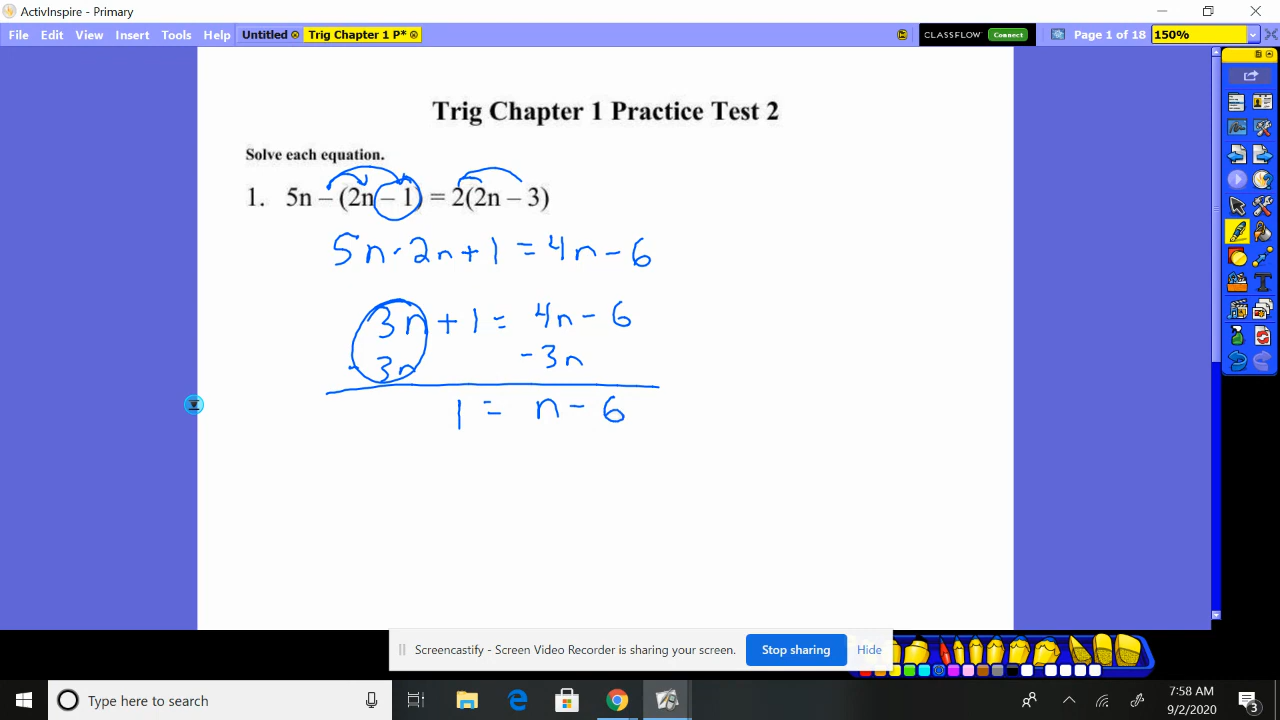 ActivInspire - Primary
File Edit View Insert Tools Help Untitled Trig Chapter 1 P* CLASSFLOW Connect Page 1 of 18 150%
Trig Chapter 1 Practice Test 2
Solve each equation.
1. 5n – (2n – 1) = 2(2n – 3)
5n - 2n + 1 = 4n - 6
3n + 1 = 4n - 6
- 3n - 3n
1 = n - 6
Screencastify - Screen Video Recorder is sharing your screen. Stop sharing Hide
Type here to search
7:58 AM
9/2/2020
3